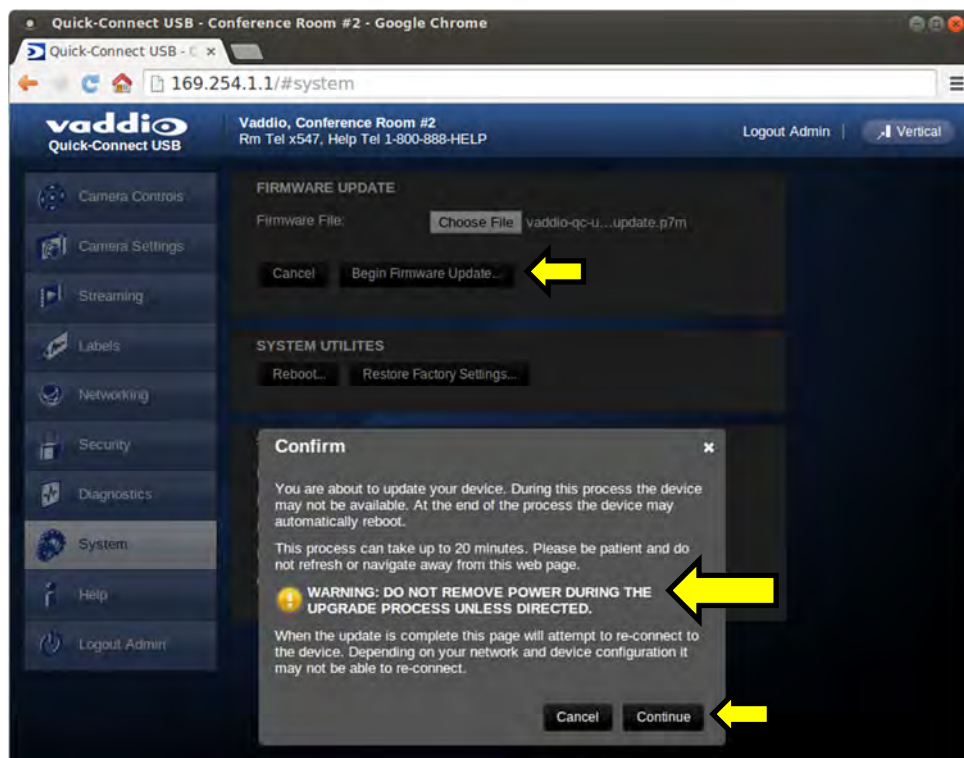 Quick-Connect USB - Conference Room #2 - Google Chrome
Quick-Connect USB - C
169.254.1.1/#system
vaddio
Quick-Connect USB
Vaddio, Conference Room #2
Rm Tel x547, Help Tel 1-800-888-HELP
Logout Admin
Vertical
Camera Controls
Camera Settings
Streaming
Labels
Networking
Security
Diagnostics
System
Help
Logout Admin
FIRMWARE UPDATE
Firmware File: Choose File vaddio-qc-u...update.p7m
Cancel Begin Firmware Update...
SYSTEM UTILITES
Reboot... Restore Factory Settings...
Confirm
You are about to update your device. During this process the device
may not be available. At the end of the process the device may
automatically reboot.
This process can take up to 20 minutes. Please be patient and do
not refresh or navigate away from this web page.
WARNING: DO NOT REMOVE POWER DURING THE
UPGRADE PROCESS UNLESS DIRECTED.
When the update is complete this page will attempt to re-connect to
the device. Depending on your network and device configuration it
may not be able to re-connect.
Cancel Continue